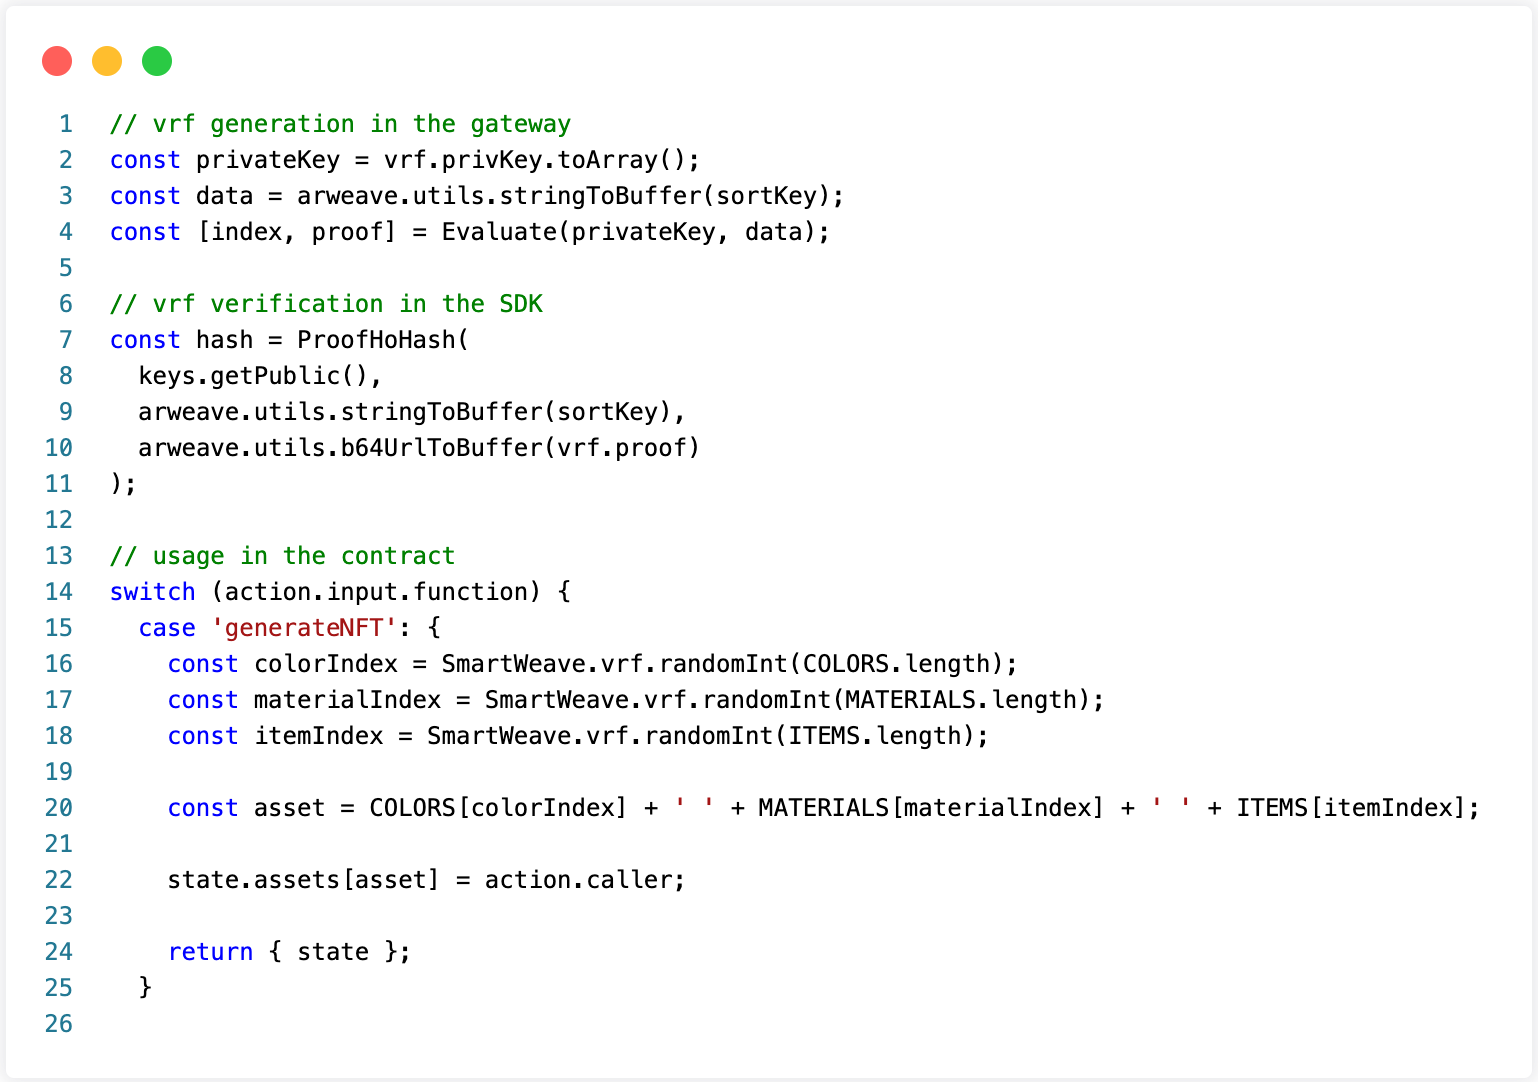 1 // vrf generation in the gateway
2 const privateKey = vrf.privKey.toArray();
3 const data = arweave.utils.stringToBuffer(sortKey);
4 const [index, proof] = Evaluate(privateKey, data);
5
6 // vrf verification in the SDK
7 const hash = ProofHoHash(
8   keys.getPublic(),
9   arweave.utils.stringToBuffer(sortKey),
10   arweave.utils.b64UrlToBuffer(vrf.proof)
11 );
12
13 // usage in the contract
14 switch (action.input.function) {
15   case 'generateNFT': {
16     const colorIndex = SmartWeave.vrf.randomInt(COLORS.length);
17     const materialIndex = SmartWeave.vrf.randomInt(MATERIALS.length);
18     const itemIndex = SmartWeave.vrf.randomInt(ITEMS.length);
19
20     const asset = COLORS[colorIndex] + ' ' + MATERIALS[materialIndex] + ' ' + ITEMS[itemIndex];
21
22     state.assets[asset] = action.caller;
23
24     return { state };
25   }
26